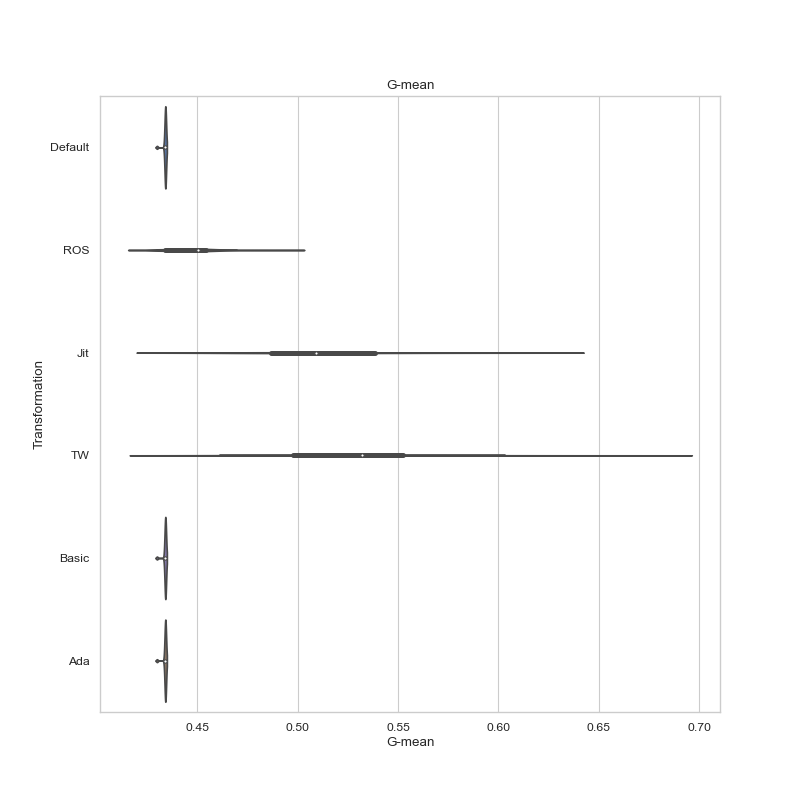 G-mean
Default
ROS
Jit
TW
Basic
Ada
Transformation
0.45 0.50 0.55 0.60 0.65 0.70
G-mean